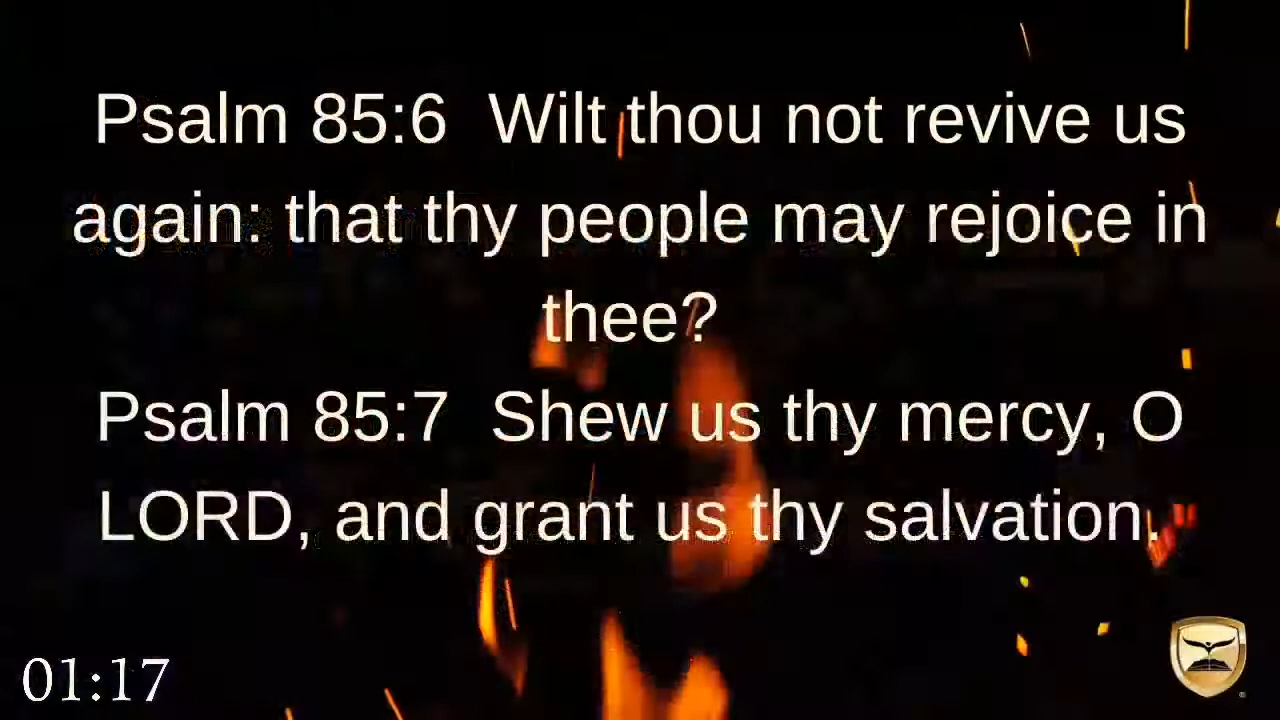 Psalm 85:6  Wilt thou not revive us
again: that thy people may rejoice in
thee?
Psalm 85:7  Shew us thy mercy, O
LORD, and grant us thy salvation.
01:17